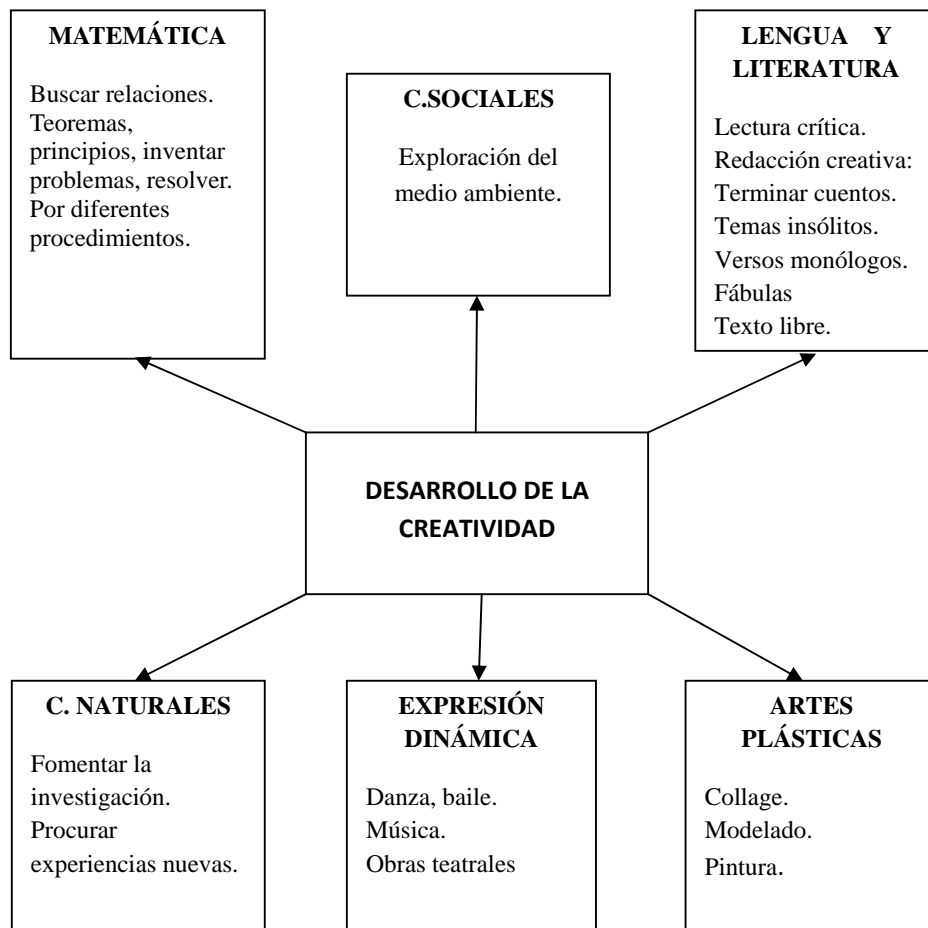 MATEMÁTICA
Buscar relaciones.
Teoremas,
principios, inventar
problemas, resolver.
Por diferentes
procedimientos.
C.SOCIALES
Exploración del
medio ambiente.
LENGUA Y
LITERATURA
Lectura crítica.
Redacción creativa:
Terminar cuentos.
Temas insólitos.
Versos monólogos.
Fábulas
Texto libre.
DESARROLLO DE LA
CREATIVIDAD
C. NATURALES
Fomentar la
investigación.
Procurar
experiencias nuevas.
EXPRESIÓN
DINÁMICA
Danza, baile.
Música.
Obras teatrales
ARTES
PLÁSTICAS
Collage.
Modelado.
Pintura.